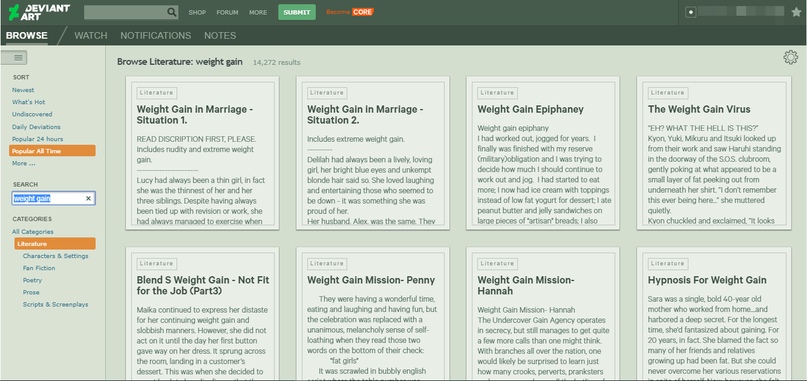 DEVIANT
ART
SHOP
FORUM
MORE
SUBMIT
Become CORE
BROWSE
WATCH
NOTIFICATIONS
NOTES
SORT
Newest
What's Hot
Undiscovered
Daily Deviations
Popular 24 hours
Popular All Time
More ...
SEARCH
weight gain
CATEGORIES
All Categories
Literature
Characters & Settings
Fan Fiction
Poetry
Prose
Scripts & Screenplays
Browse Literature: weight gain 14,272 results
Literature
Weight Gain in Marriage -
Situation 1.
READ DISCRIPTION FIRST, PLEASE.
Includes nudity and extreme weight
gain.
Lucy had always been a thin girl, in fact
she was the thinnest of her and her
three siblings. Despite having always
been tied up with revision or work, she
had always managed to exercise when
Literature
Weight Gain in Marriage -
Situation 2.
Includes extreme weight gain.
Delilah had always been a lively, loving
girl, her bright blue eyes and unkempt
blonde hair said so. She loved laughing
and entertaining those who seemed to
be down - it was something she was
proud of her.
Her husband, Alex, was the same. They
Literature
Weight Gain Epiphaney
Weight gain epiphany
I had worked out, jogged for years. I
finally was finished with my reserve
(military)obligation and I was trying to
decide how much I should continue to
work out and jog. I had started to eat
more; I now had ice cream with toppings
instead of low fat yogurt for dessert; I ate
peanut butter and jelly sandwiches on
large pieces of "artisan" breads; I also
Literature
The Weight Gain Virus
"EH? WHAT THE HELL IS THIS?"
Kyon, Yuki, Mikuru and Itsuki looked up
from their work and saw Haruhi standing
in the doorway of the S.O.S. clubroom,
gently poking at what appeared to be a
small layer of fat peeking out from
underneath her shirt. "I don't remember
this ever being here..." she muttered
quietly.
Kyon chuckled and exclaimed, "It looks
Literature
Blend S Weight Gain - Not Fit
for the Job (Part3)
Maika continued to express her distaste
for her continuing weight gain and
slobbish manners. However, she did not
act on it until the day her first button
gave way on her dress. It sprung across
the room, landing in a customer's
dessert. This was when she decided to
Literature
Weight Gain Mission- Penny
They were having a wonderful time,
eating and laughing and having fun, but
the celebration was replaced with a
unanimous, melancholy sense of self-
loathing when they read those two
words on the bottom of their check:
"fat girls"
It was scrawled in bubbly english
Literature
Weight Gain Mission-
Hannah
Weight Gain Mission- Hannah
The Undercover Gain Agency operates
in secrecy, but still manages to get quite
a few more calls than one might think.
With branches all over the nation, one
would likely be surprised to learn just
how many crooks, perverts, pranksters
Literature
Hypnosis For Weight Gain
Sara was a single, bold 40-year old
mother who worked from home...and
harbored a deep secret. For the longest
time, she'd fantasized about gaining. For
20 years, in fact. She blamed the fact so
many of her friends and relatives
growing up had been fat. But she could
never overcome her various reservations